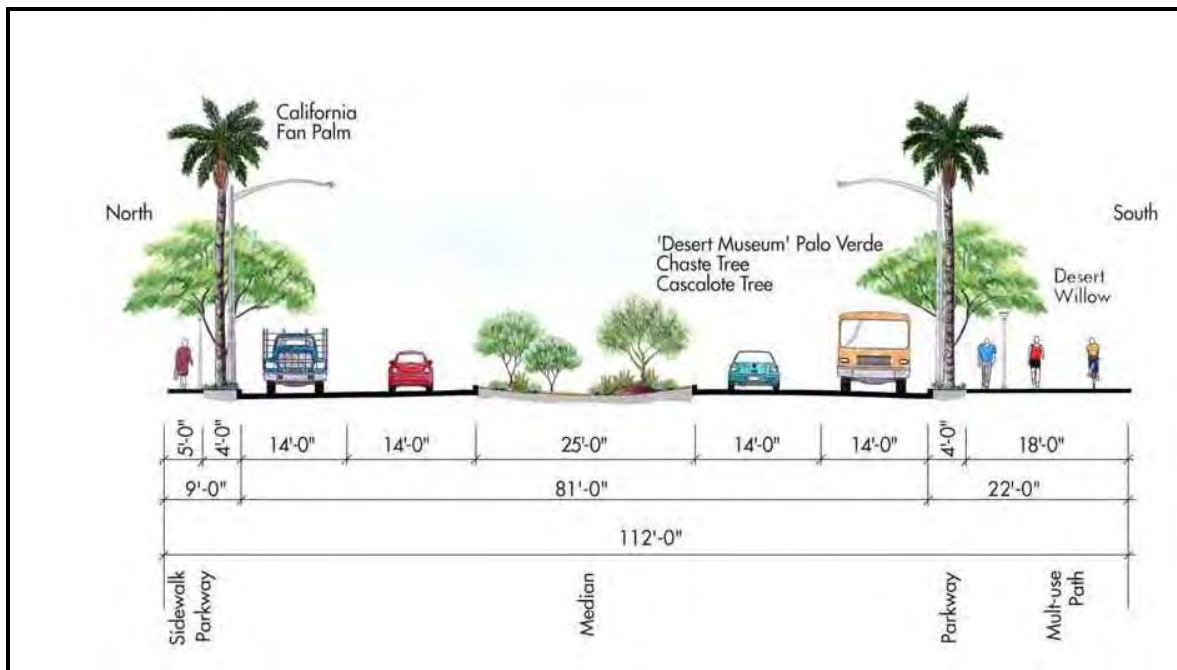 California
Fan Palm
North
South
'Desert Museum' Palo Verde
Chaste Tree
Cascalote Tree
Desert
Willow
5'-0"
4'-0"
14'-0"
14'-0"
25'-0"
14'-0"
14'-0"
4'-0"
18'-0"
9'-0"
81'-0"
22'-0"
112'-0"
Sidewalk
Parkway
Median
Parkway
Mult-use
Path